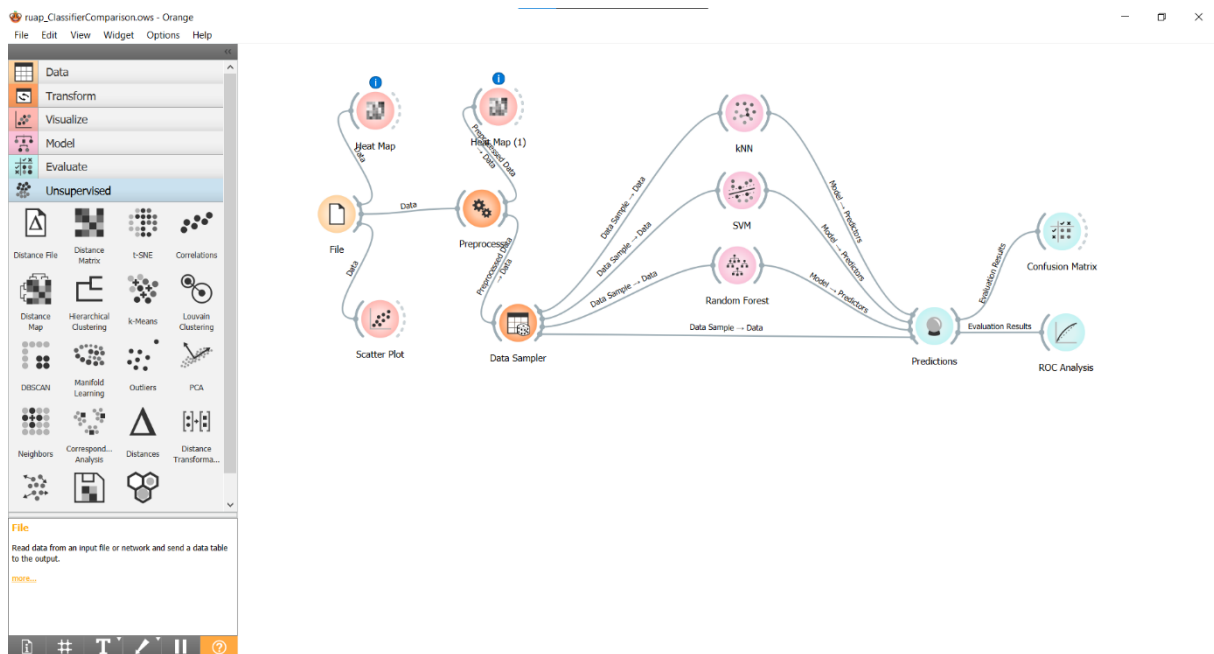 ruap_ClassifierComparison.ows - Orange
File Edit View Widget Options Help
Data
Transform
Visualize
Model
Evaluate
Unsupervised
Distance File
Distance
Matrix
t-SNE
Correlations
Distance
Map
Hierarchical
Clustering
k-Means
Louvain
Clustering
DBSCAN
Manifold
Learning
Outliers
PCA
Neighbors
Correspond...
Analysis
Distances
Distance
Transforma...
File
Read data from an input file or network and send a data table
to the output.
more...
Heat Map
Data
Heat Map (1)
Preprocessed Data
→ Data
File
Data
Preprocess
Data
Scatter Plot
Preprocessed Data
→ Data
Data Sampler
Data Sample → Data
kNN
Model → Predictors
Data Sample → Data
SVM
Model → Predictors
Data Sample → Data
Random Forest
Model → Predictors
Data Sample → Data
Predictions
Evaluation Results
Confusion Matrix
Evaluation Results
ROC Analysis